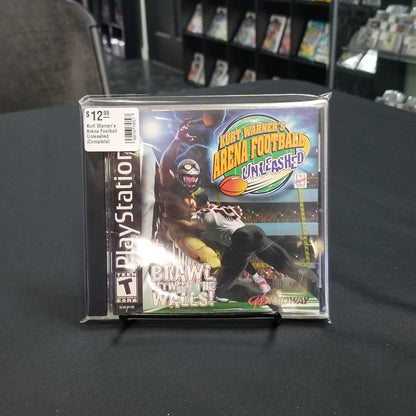 $12.99
Kurt Warner's
Arena Football
Unleashed
(Complete)
PlayStation
KURT WARNER'S
ARENA FOOTBALL
UNLEASHED
BRAWL
BETWEEN THE
WALLS!
TEEN
T
ESRB
MIDWAY